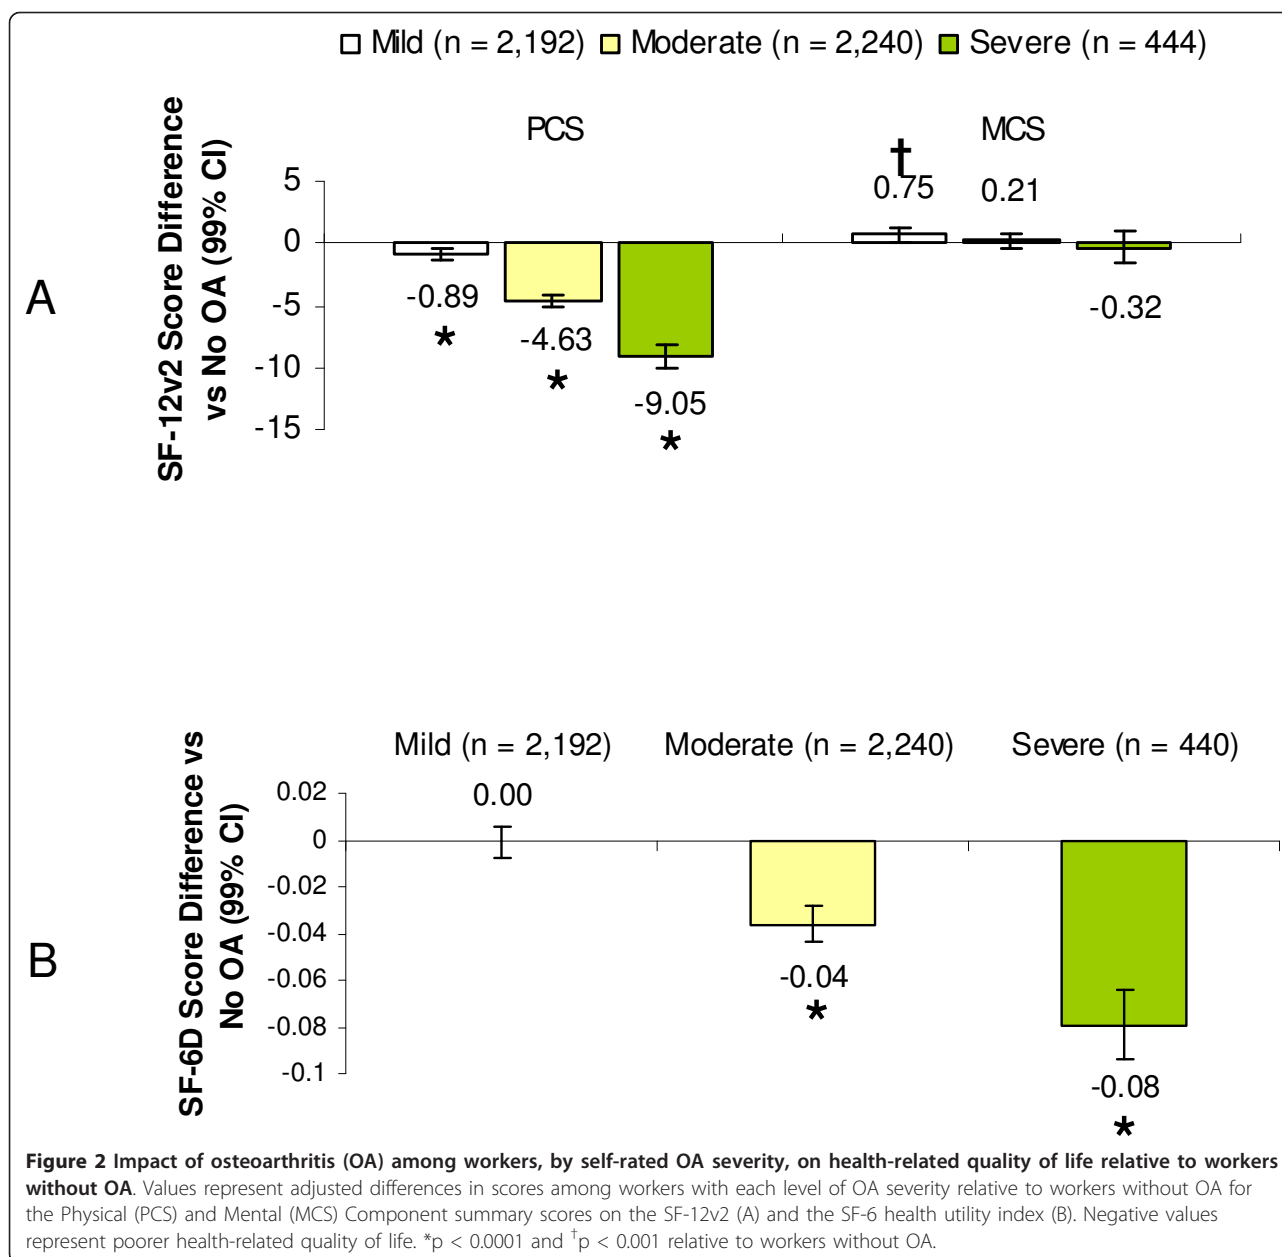 Mild (n = 2,192) Moderate (n = 2,240) Severe (n = 444)
PCS MCS
SF-12v2 Score Difference
vs No OA (99% CI)
A
5
0
-5
-10
-15
-0.89
*
-4.63
*
-9.05
*
†
0.75
0.21
-0.32
Mild (n = 2,192) Moderate (n = 2,240) Severe (n = 440)
SF-6D Score Difference vs
No OA (99% CI)
B
0.02
0
-0.02
-0.04
-0.06
-0.08
-0.1
0.00
-0.04
*
-0.08
*
Figure 2 Impact of osteoarthritis (OA) among workers, by self-rated OA severity, on health-related quality of life relative to workers
without OA. Values represent adjusted differences in scores among workers with each level of OA severity relative to workers without OA for
the Physical (PCS) and Mental (MCS) Component summary scores on the SF-12v2 (A) and the SF-6 health utility index (B). Negative values
represent poorer health-related quality of life. *p < 0.0001 and †p < 0.001 relative to workers without OA.